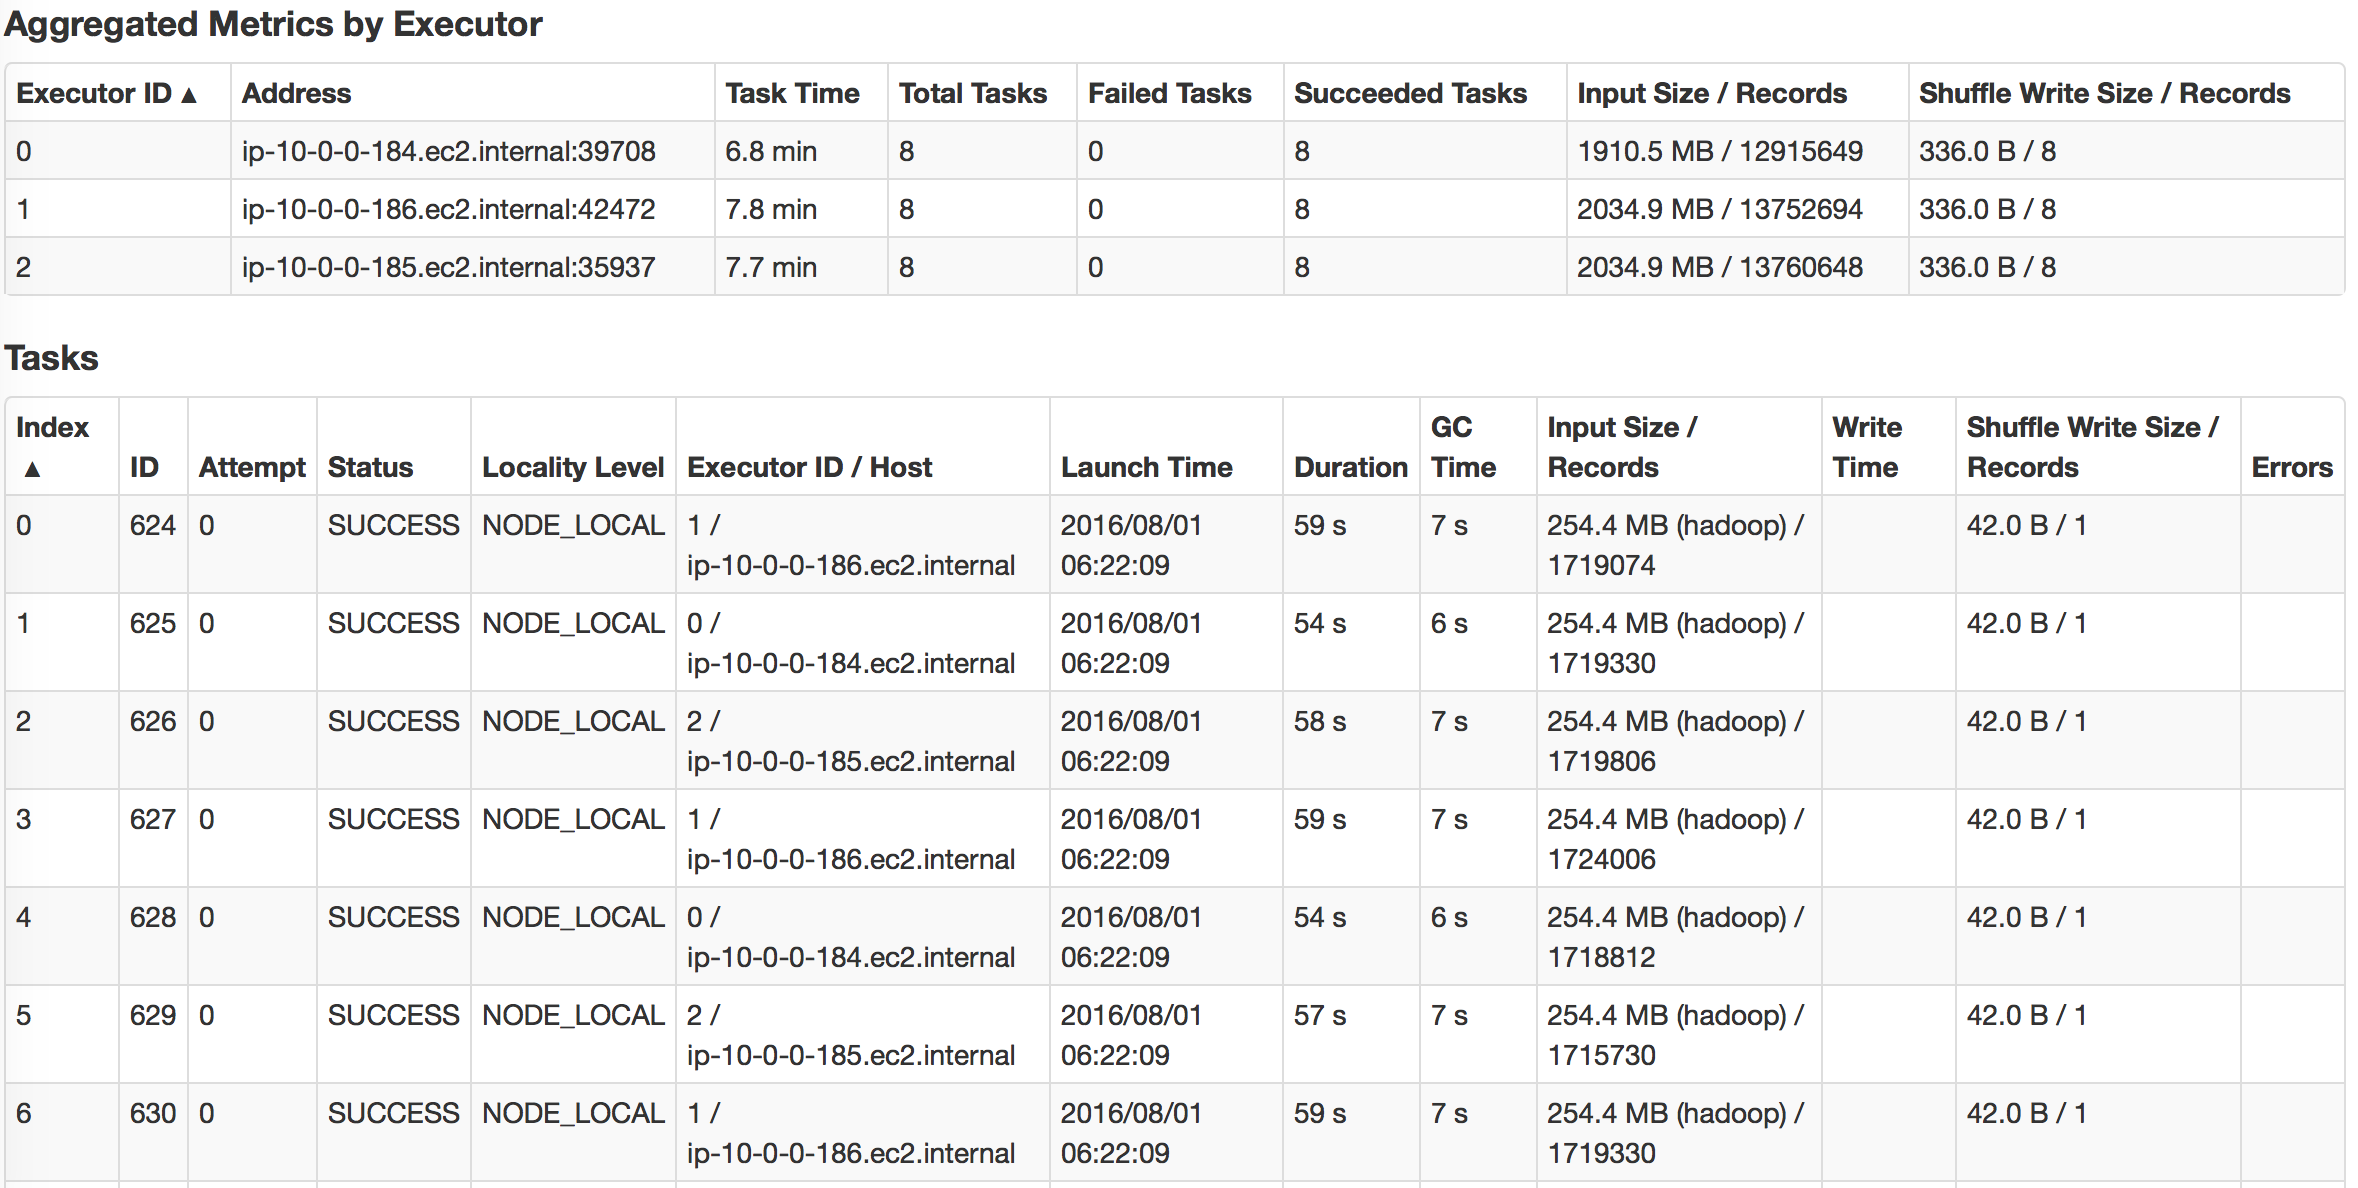 Aggregated Metrics by Executor
Executor ID ▲ Address Task Time Total Tasks Failed Tasks Succeeded Tasks Input Size / Records Shuffle Write Size / Records
0 ip-10-0-0-184.ec2.internal:39708 6.8 min 8 0 8 1910.5 MB / 12915649 336.0 B / 8
1 ip-10-0-0-186.ec2.internal:42472 7.8 min 8 0 8 2034.9 MB / 13752694 336.0 B / 8
2 ip-10-0-0-185.ec2.internal:35937 7.7 min 8 0 8 2034.9 MB / 13760648 336.0 B / 8
Tasks
Index GC Input Size / Write Shuffle Write Size /
▲ ID Attempt Status Locality Level Executor ID / Host Launch Time Duration Time Records Time Records Errors
0 624 0 SUCCESS NODE_LOCAL 1 / 2016/08/01 59 s 7 s 254.4 MB (hadoop) / 42.0 B / 1
ip-10-0-0-186.ec2.internal 06:22:09 1719074
1 625 0 SUCCESS NODE_LOCAL 0 / 2016/08/01 54 s 6 s 254.4 MB (hadoop) / 42.0 B / 1
ip-10-0-0-184.ec2.internal 06:22:09 1719330
2 626 0 SUCCESS NODE_LOCAL 2 / 2016/08/01 58 s 7 s 254.4 MB (hadoop) / 42.0 B / 1
ip-10-0-0-185.ec2.internal 06:22:09 1719806
3 627 0 SUCCESS NODE_LOCAL 1 / 2016/08/01 59 s 7 s 254.4 MB (hadoop) / 42.0 B / 1
ip-10-0-0-186.ec2.internal 06:22:09 1724006
4 628 0 SUCCESS NODE_LOCAL 0 / 2016/08/01 54 s 6 s 254.4 MB (hadoop) / 42.0 B / 1
ip-10-0-0-184.ec2.internal 06:22:09 1718812
5 629 0 SUCCESS NODE_LOCAL 2 / 2016/08/01 57 s 7 s 254.4 MB (hadoop) / 42.0 B / 1
ip-10-0-0-185.ec2.internal 06:22:09 1715730
6 630 0 SUCCESS NODE_LOCAL 1 / 2016/08/01 59 s 7 s 254.4 MB (hadoop) / 42.0 B / 1
ip-10-0-0-186.ec2.internal 06:22:09 1719330